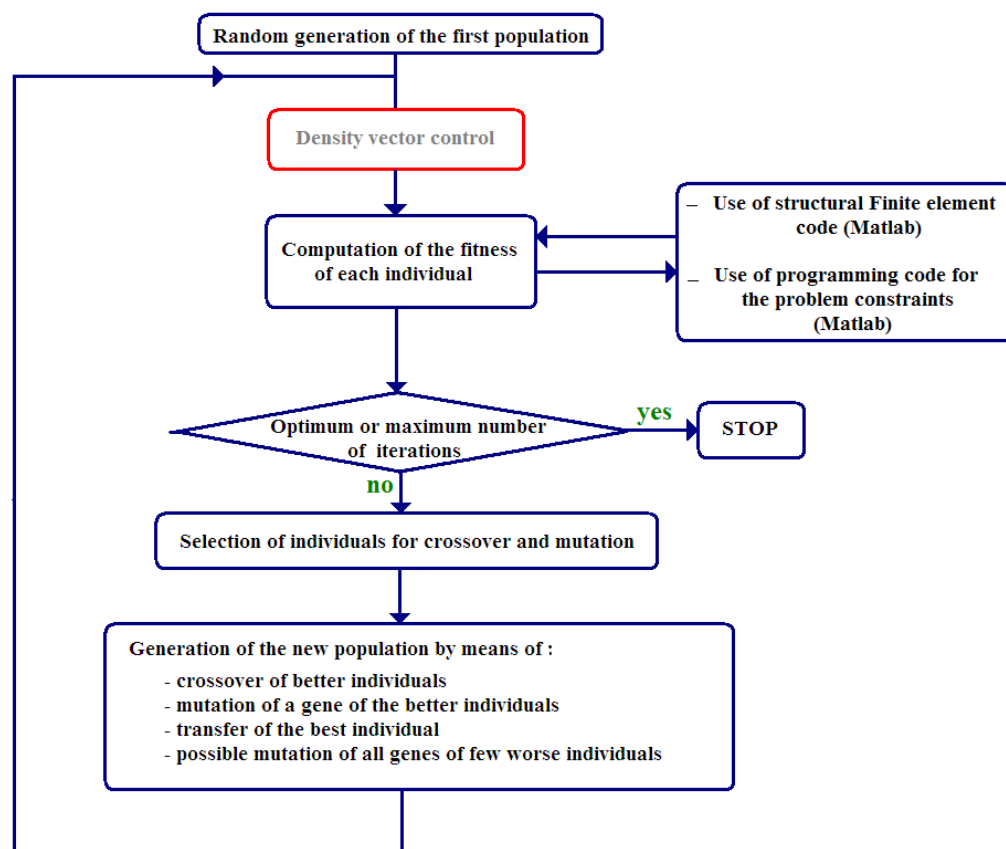 Random generation of the first population
Density vector control
Computation of the fitness
of each individual
– Use of structural Finite element
code (Matlab)
– Use of programming code for
the problem constraints
(Matlab)
Optimum or maximum number
of iterations
yes
STOP
no
Selection of individuals for crossover and mutation
Generation of the new population by means of :
- crossover of better individuals
- mutation of a gene of the better individuals
- transfer of the best individual
- possible mutation of all genes of few worse individuals